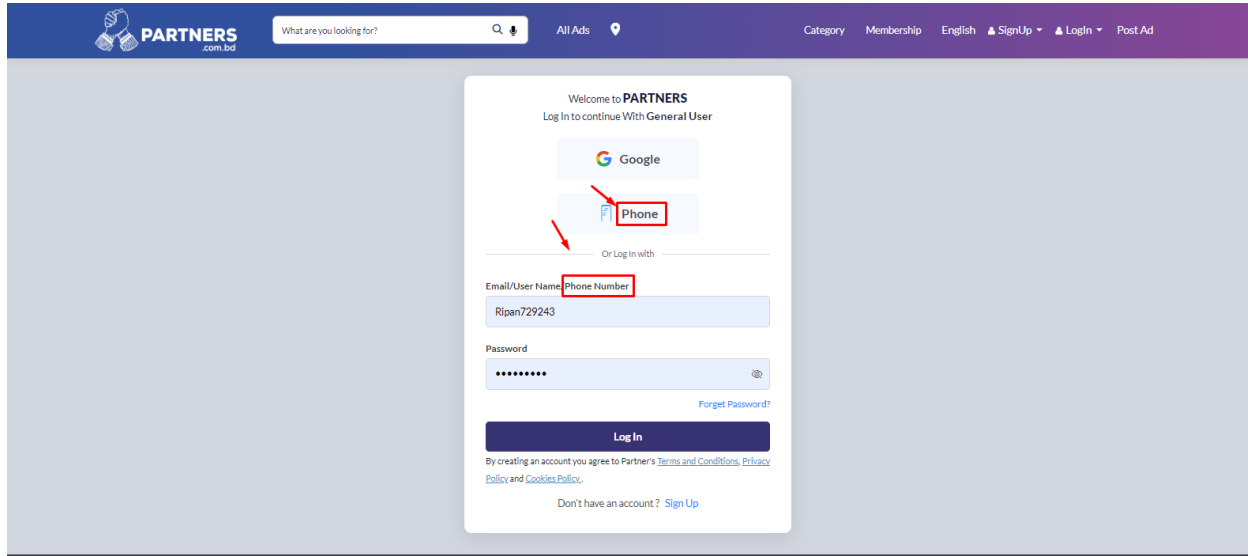 PARTNERS
.com.bd
What are you looking for?
All Ads
Category
Membership
English
SignUp
LogIn
Post Ad
Welcome to PARTNERS
Log In to continue With General User
Google
Phone
Or Log In with
Email/User Name/Phone Number
Ripan729243
Password
•••••••••
Forget Password?
Log In
By creating an account you agree to Partner's Terms and Conditions, Privacy
Policy and Cookies Policy .
Don't have an account ? Sign Up